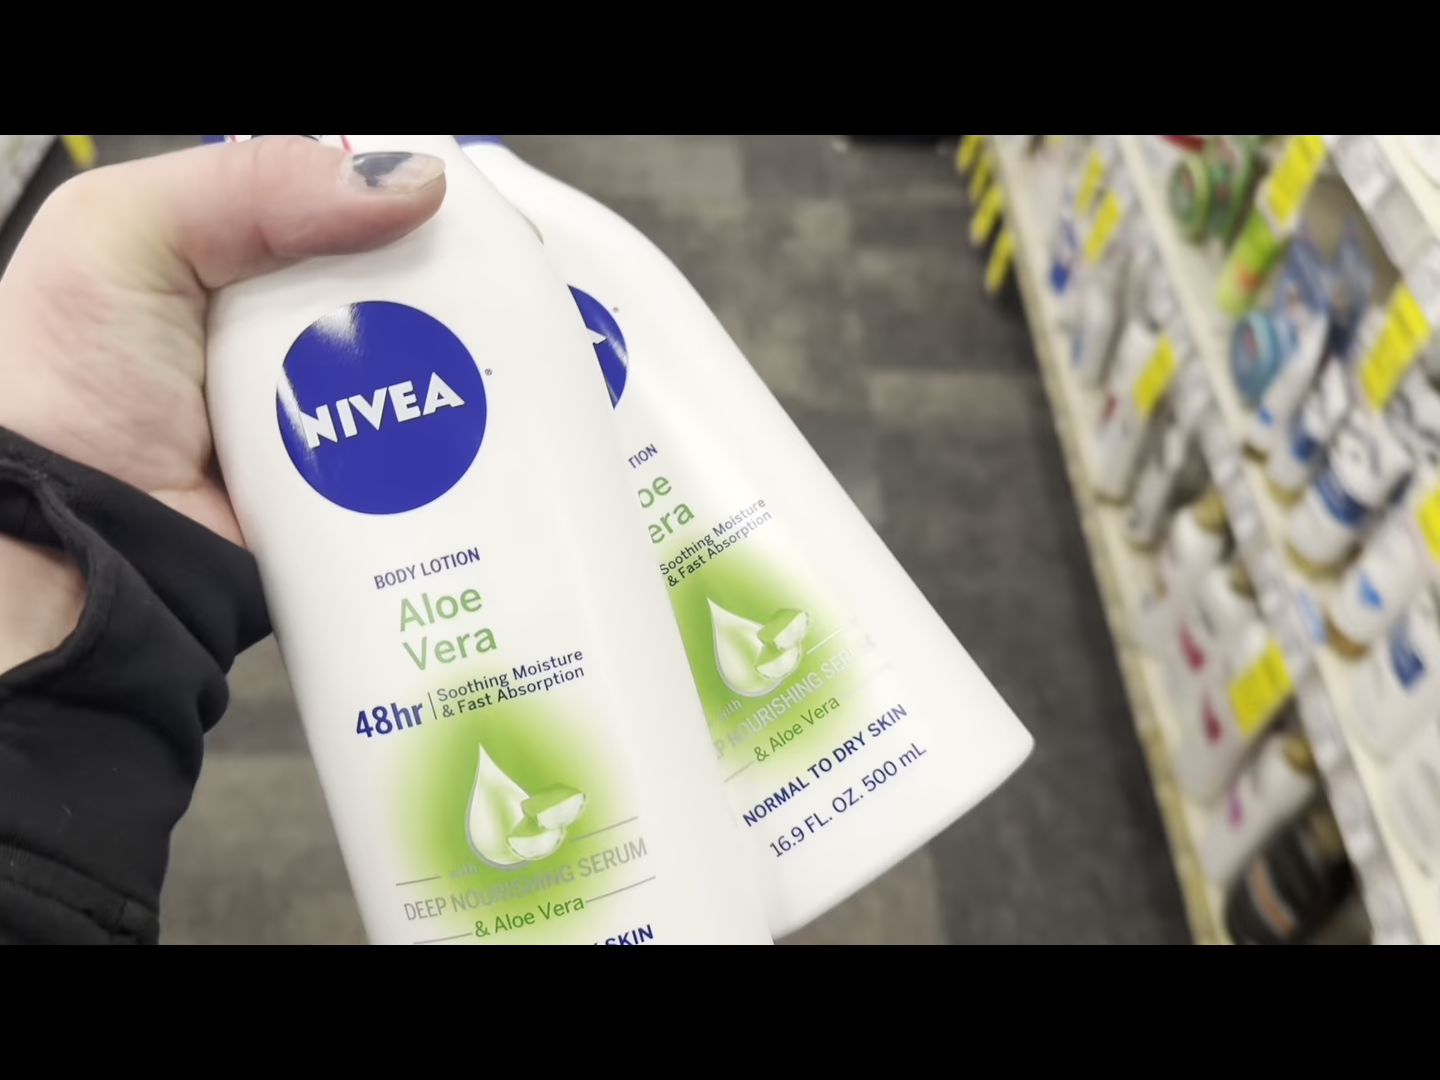 NIVEA
BODY LOTION
Aloe
Vera
48hr
Soothing Moisture
& Fast Absorption
with
DEEP NOURISHING SERUM
& Aloe Vera
SKIN
TION
oe
era
Soothing Moisture
& Fast Absorption
with
NOURISHING
& Aloe Vera
NORMAL TO DRY SKIN
16.9 FL. OZ. 500 mL